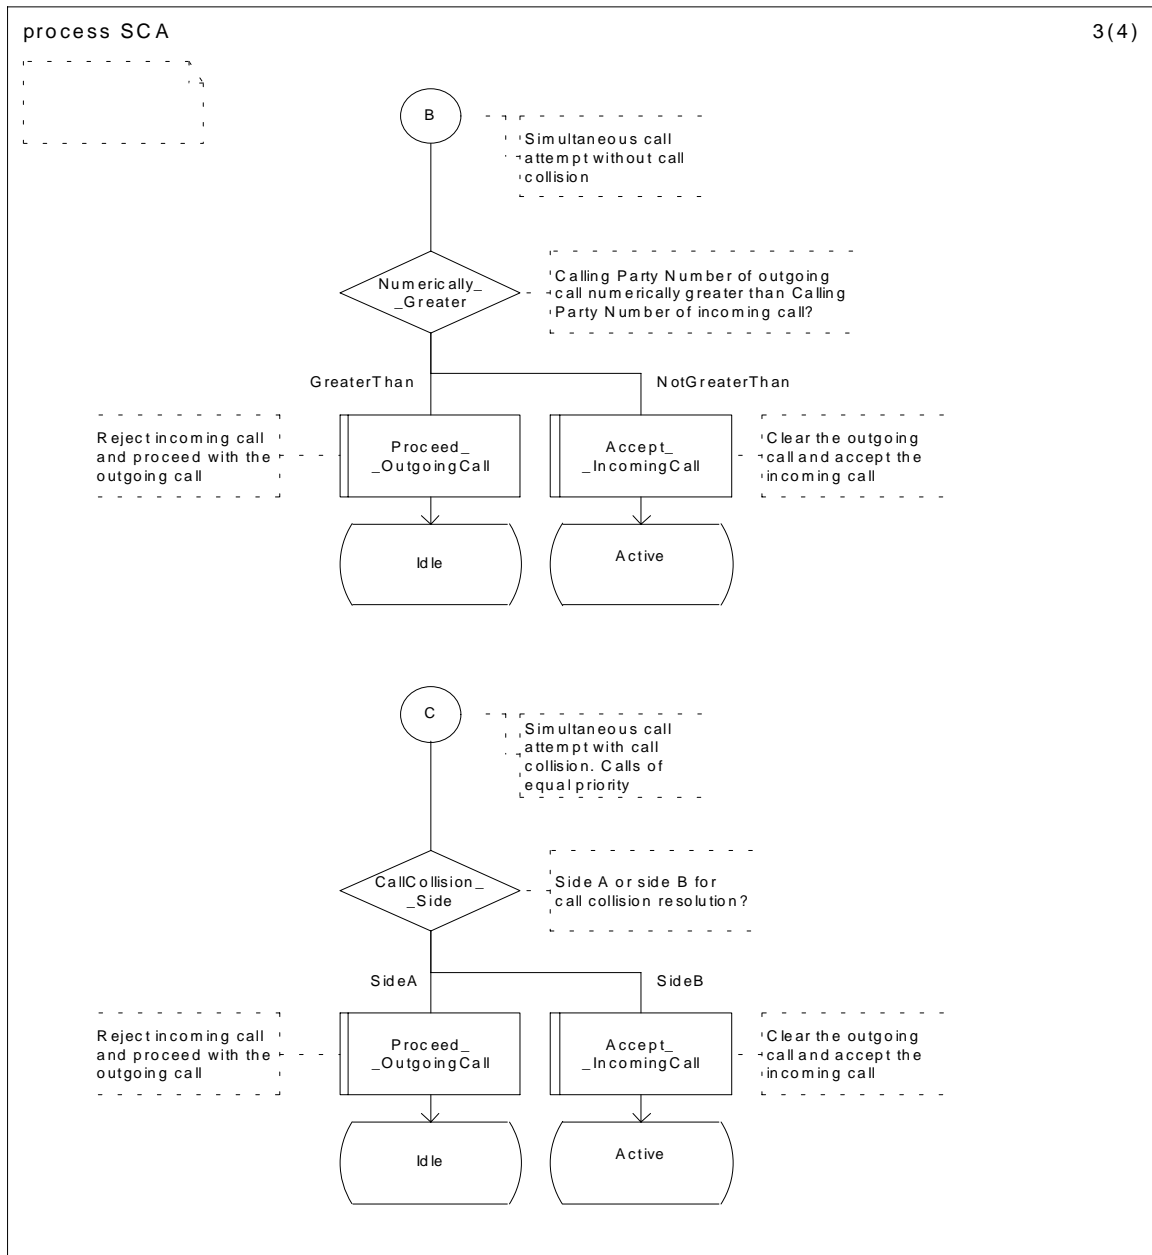 process SCA
3(4)
B
Simultaneous call
attempt without call
collision
Numerically_
_Greater
Calling Party Number of outgoing
call numerically greater than Calling
Party Number of incoming call?
GreaterThan
NotGreaterThan
Reject incoming call
and proceed with the
outgoing call
Proceed_
_OutgoingCall
Accept_
_IncomingCall
Clear the outgoing
call and accept the
incoming call
Idle
Active
C
Simultaneous call
attempt with call
collision. Calls of
equal priority
CallCollision_
_Side
Side A or side B for
call collision resolution?
SideA
SideB
Reject incoming call
and proceed with the
outgoing call
Proceed_
_OutgoingCall
Accept_
_IncomingCall
Clear the outgoing
call and accept the
incoming call
Idle
Active